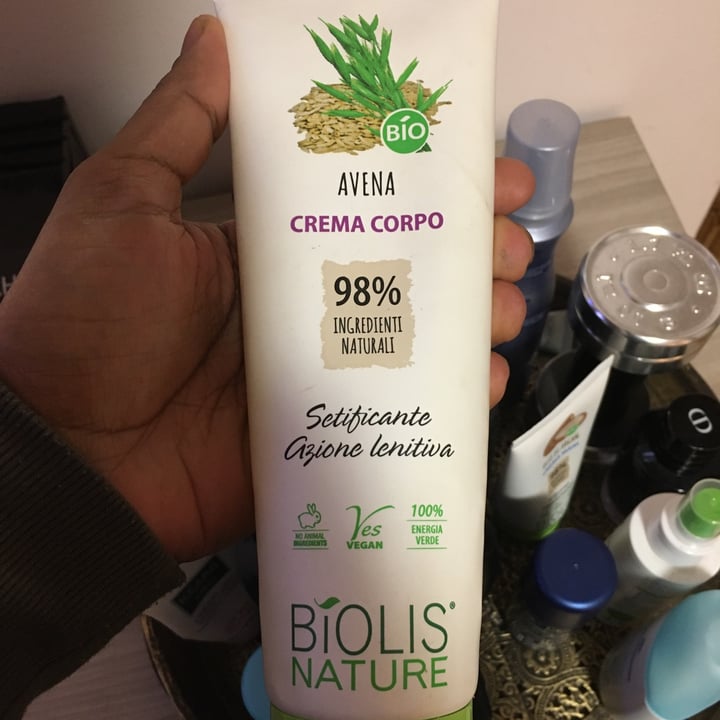 BIO
AVENA
CREMA CORPO
98%
INGREDIENTI
NATURALI
Setificante
Azione lenitiva
NO ANIMAL
INGREDIENTS
Yes
VEGAN
100%
ENERGIA
VERDE
BIOLIS®
NATURE